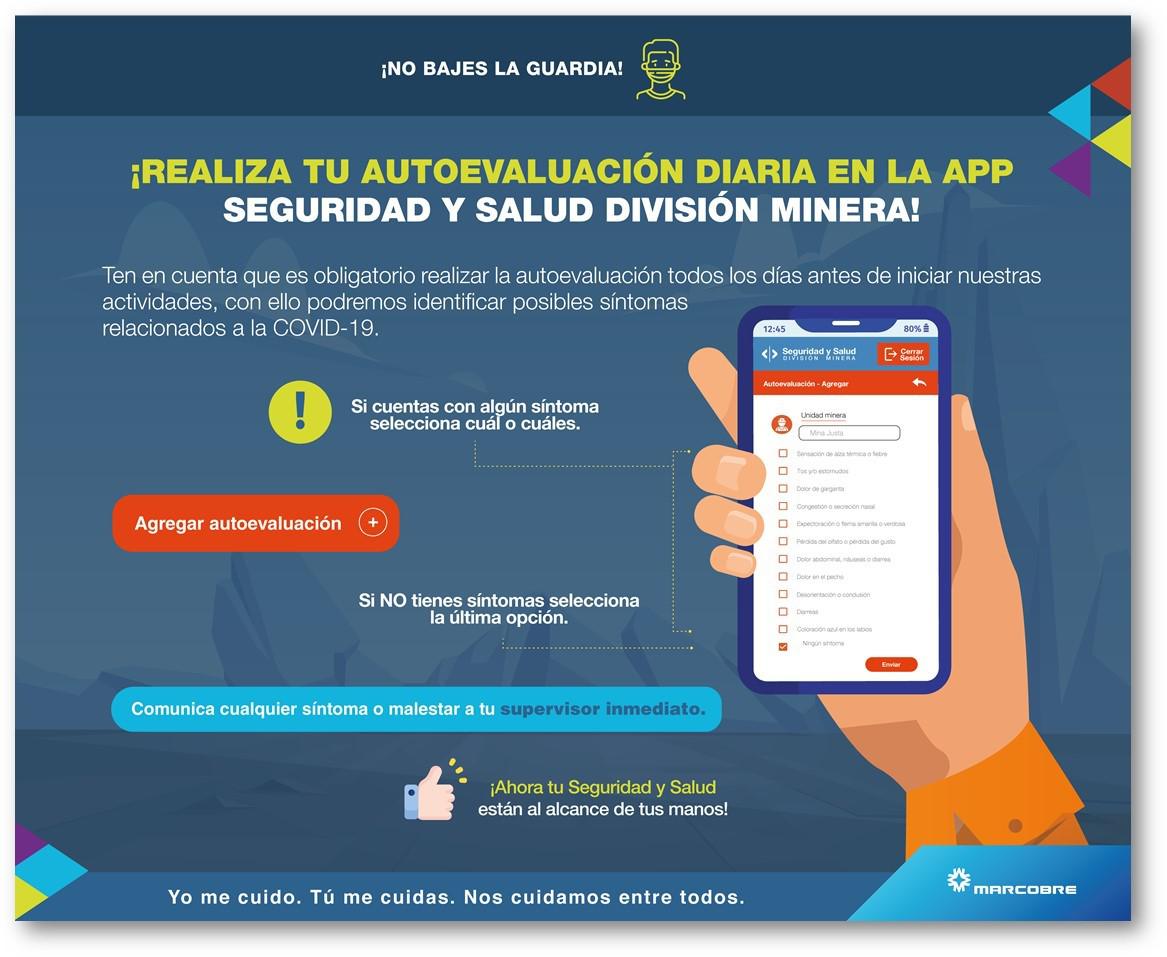 ¡NO BAJES LA GUARDIA!
¡REALIZA TU AUTOEVALUACIÓN DIARIA EN LA APP
SEGURIDAD Y SALUD DIVISIÓN MINERA!
Ten en cuenta que es obligatorio realizar la autoevaluación todos los días antes de iniciar nuestras
actividades, con ello podremos identificar posibles síntomas
relacionados a la COVID-19.
Si cuentas con algún síntoma
selecciona cuál o cuáles.
Agregar autoevaluación +
Si NO tienes síntomas selecciona
la última opción.
Comunica cualquier síntoma o malestar a tu supervisor inmediato.
¡Ahora tu Seguridad y Salud
están al alcance de tus manos!
12:45 80%
Seguridad y Salud
DIVISIÓN MINERA
Cerrar
Sesión
Autoevaluación - Agregar
Unidad minera
Mina Justa
Sensación de alza térmica o fiebre
Tos y/o estornudos
Dolor de garganta
Congestión o secreción nasal
Expectoración o flema amarilla o verdosa
Pérdida del olfato o pérdida del gusto
Dolor abdominal, náuseas o diarrea
Dolor en el pecho
Desorientación o conclusión
Diarreas
Coloración azul en los labios
Ningún síntoma
Enviar
Yo me cuido. Tú me cuidas. Nos cuidamos entre todos.
MARCOBRE